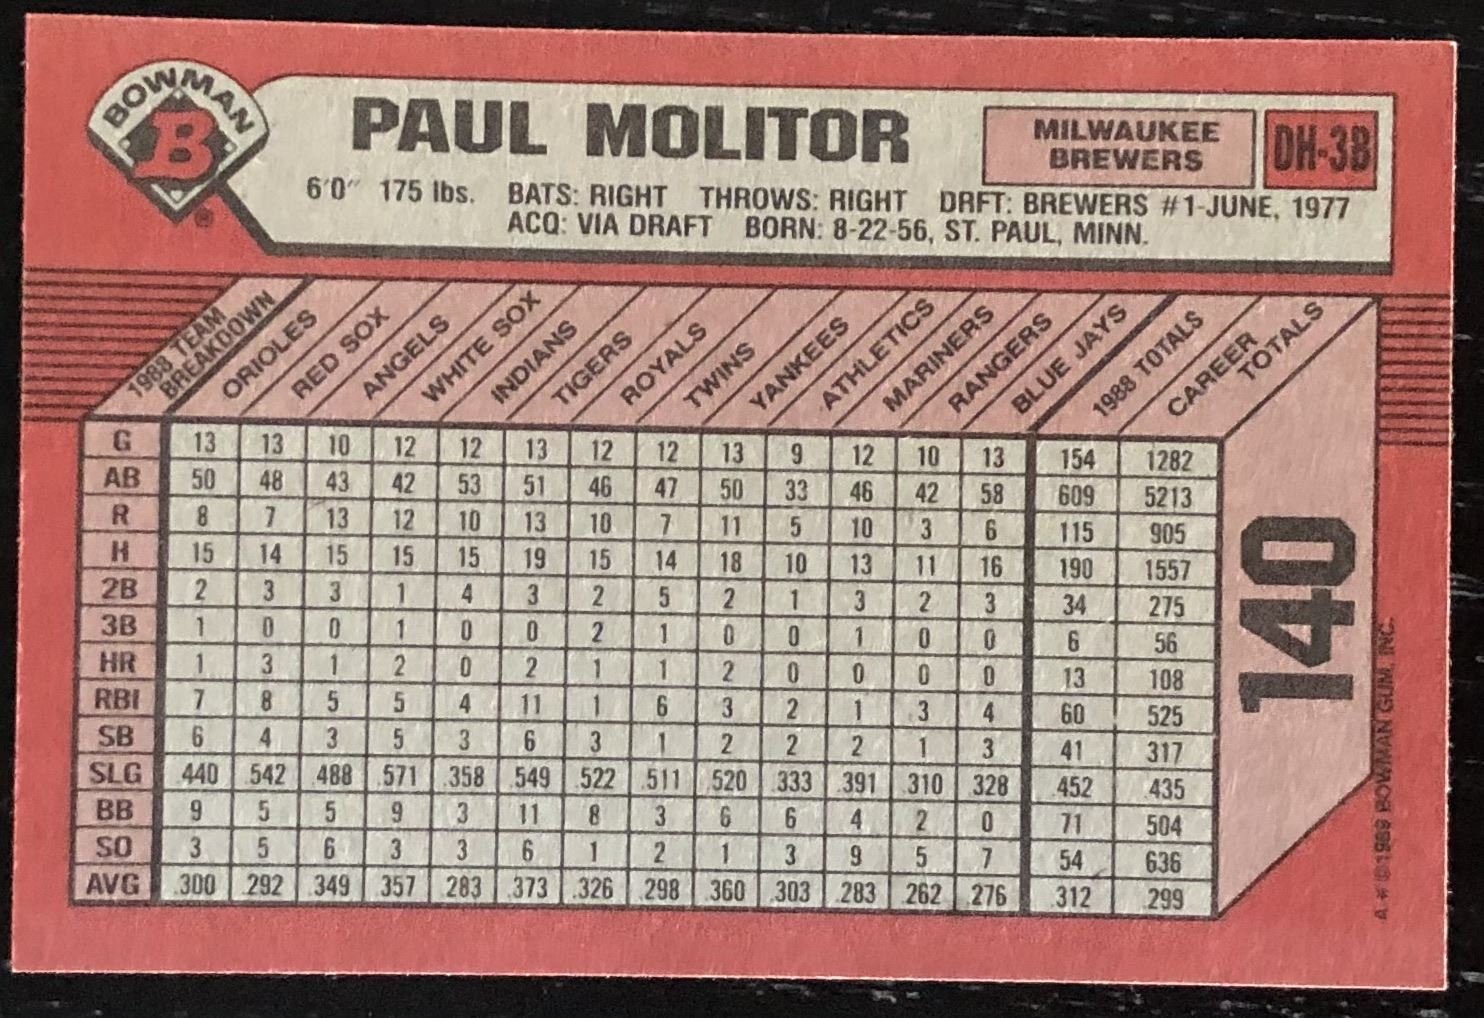 BOWMAN
B
PAUL MOLITOR
MILWAUKEE
BREWERS
DH-3B
6'0" 175 lbs. BATS: RIGHT THROWS: RIGHT DRFT: BREWERS #1-JUNE, 1977
ACQ: VIA DRAFT BORN: 8-22-56, ST. PAUL, MINN.
1988 TEAM BREAKDOWN ORIOLES RED SOX ANGELS WHITE SOX INDIANS TIGERS ROYALS TWINS YANKEES ATHLETICS MARINERS RANGERS BLUE JAYS 1988 TOTALS CAREER TOTALS
G 13 13 10 12 12 13 12 12 13 9 12 10 13 154 1282
AB 50 48 43 42 53 51 46 47 50 33 46 42 58 609 5213
R 8 7 13 12 10 13 10 7 11 5 10 3 6 115 905
H 15 14 15 15 15 19 15 14 18 10 13 11 16 190 1557
2B 2 3 3 1 4 3 2 5 2 1 3 2 3 34 275
3B 1 0 0 1 0 0 2 1 0 0 1 0 0 6 56
HR 1 3 1 2 0 2 1 1 2 0 0 0 0 13 108
RBI 7 8 5 5 4 11 1 6 3 2 1 3 4 60 525
SB 6 4 3 5 3 6 3 1 2 2 2 1 3 41 317
SLG .440 .542 .488 .571 .358 .549 .522 .511 .520 .333 .391 .310 .328 .452 .435
BB 9 5 5 9 3 11 8 3 6 6 4 2 0 71 504
SO 3 5 6 3 3 6 1 2 1 3 9 5 7 54 636
AVG .300 .292 .349 .357 .283 .373 .326 .298 .360 .303 .283 .262 .276 .312 .299
140
A * ©1989 BOWMAN GUM, INC.